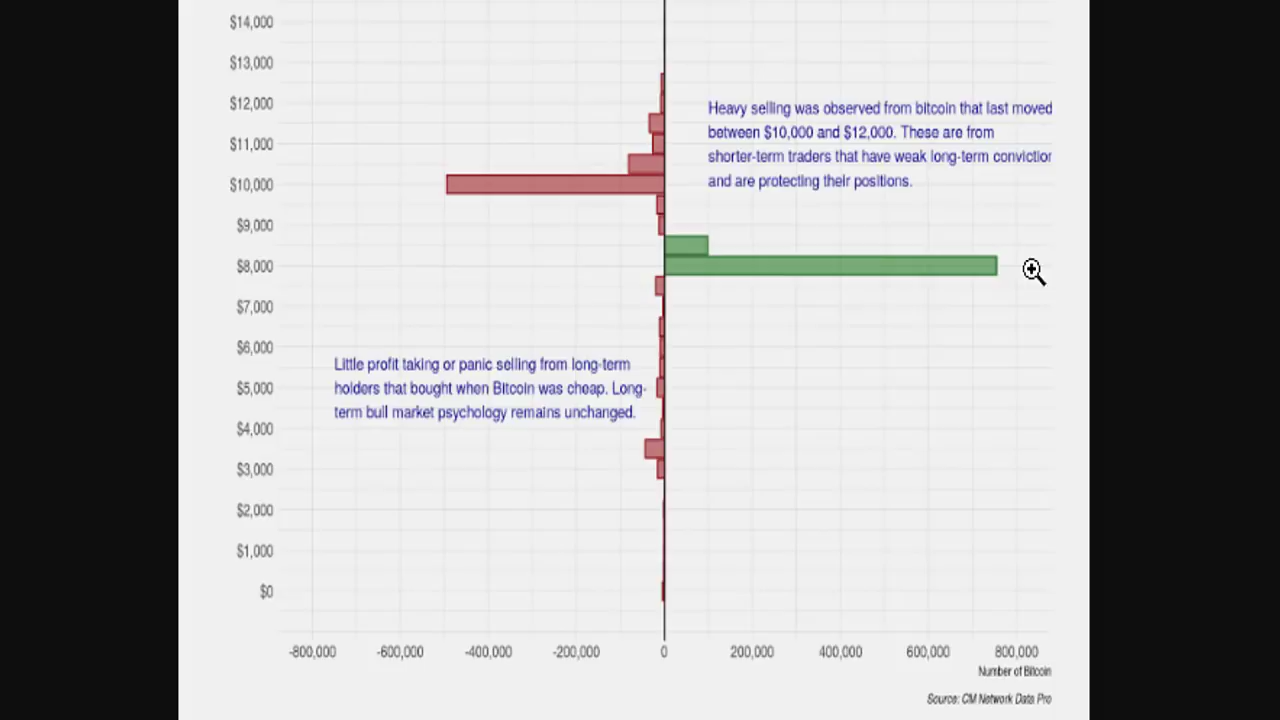 $14,000
$13,000
$12,000
$11,000
$10,000
$9,000
$8,000
$7,000
$6,000
$5,000
$4,000
$3,000
$2,000
$1,000
$0
Heavy selling was observed from bitcoin that last moved
between $10,000 and $12,000. These are from
shorter-term traders that have weak long-term conviction
and are protecting their positions.
Little profit taking or panic selling from long-term
holders that bought when Bitcoin was cheap. Long-
term bull market psychology remains unchanged.
-800,000 -600,000 -400,000 -200,000 0 200,000 400,000 600,000 800,000
Number of Bitcoin
Source: CM Network Data Pro